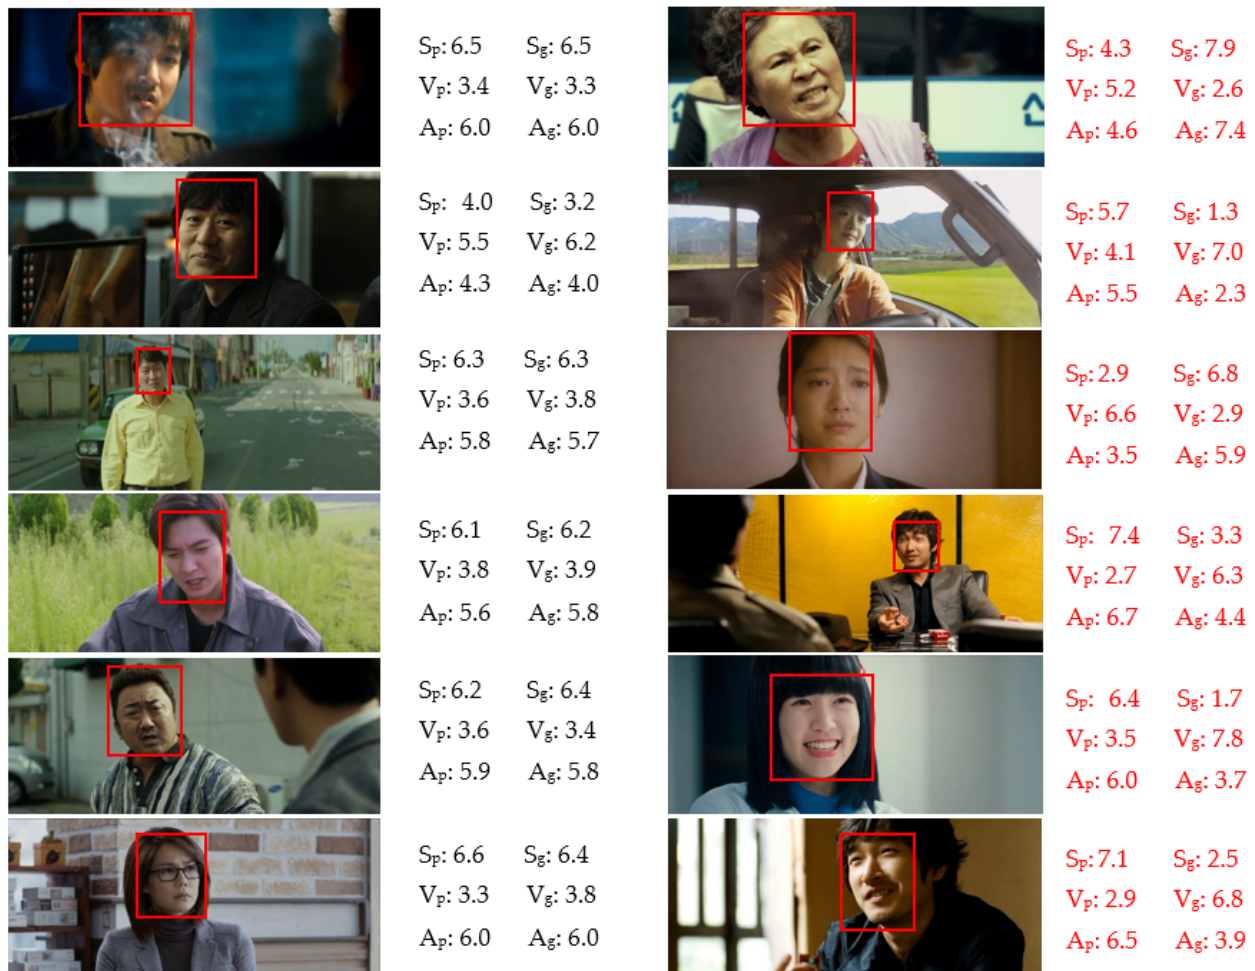 Sp: 6.5 Sg: 6.5
Vp: 3.4 Vg: 3.3
Ap: 6.0 Ag: 6.0
Sp: 4.0 Sg: 3.2
Vp: 5.5 Vg: 6.2
Ap: 4.3 Ag: 4.0
Sp: 6.3 Sg: 6.3
Vp: 3.6 Vg: 3.8
Ap: 5.8 Ag: 5.7
Sp: 6.1 Sg: 6.2
Vp: 3.8 Vg: 3.9
Ap: 5.6 Ag: 5.8
Sp: 6.2 Sg: 6.4
Vp: 3.6 Vg: 3.4
Ap: 5.9 Ag: 5.8
Sp: 6.6 Sg: 6.4
Vp: 3.3 Vg: 3.8
Ap: 6.0 Ag: 6.0
Sp: 4.3 Sg: 7.9
Vp: 5.2 Vg: 2.6
Ap: 4.6 Ag: 7.4
Sp: 5.7 Sg: 1.3
Vp: 4.1 Vg: 7.0
Ap: 5.5 Ag: 2.3
Sp: 2.9 Sg: 6.8
Vp: 6.6 Vg: 2.9
Ap: 3.5 Ag: 5.9
Sp: 7.4 Sg: 3.3
Vp: 2.7 Vg: 6.3
Ap: 6.7 Ag: 4.4
Sp: 6.4 Sg: 1.7
Vp: 3.5 Vg: 7.8
Ap: 6.0 Ag: 3.7
Sp: 7.1 Sg: 2.5
Vp: 2.9 Vg: 6.8
Ap: 6.5 Ag: 3.9